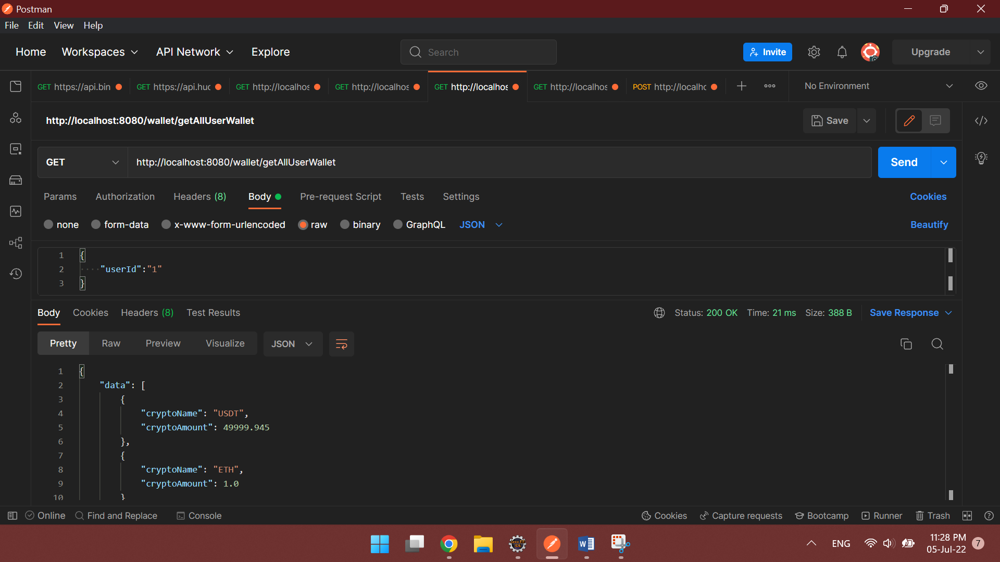 Postman
File Edit View Help
Home Workspaces API Network Explore Search Invite Upgrade
GET https://api.bin GET https://api.huc GET http://localhos GET http://localhos GET http://localhos GET http://localhos POST http://localhc No Environment
http://localhost:8080/wallet/getAllUserWallet Save
GET http://localhost:8080/wallet/getAllUserWallet Send
Params Authorization Headers (8) Body Pre-request Script Tests Settings Cookies
none form-data x-www-form-urlencoded raw binary GraphQL JSON Beautify
1 {
2 ····"userId":"1"
3 }
Body Cookies Headers (8) Test Results Status: 200 OK Time: 21 ms Size: 388 B Save Response
Pretty Raw Preview Visualize JSON
1 {
2 "data": [
3 {
4 "cryptoName": "USDT",
5 "cryptoAmount": 49999.945
6 },
7 {
8 "cryptoName": "ETH",
9 "cryptoAmount": 1.0
10 }
Online Find and Replace Console Cookies Capture requests Bootcamp Runner Trash
Java EE
IDE
W
ENG 11:28 PM
05-Jul-22 7